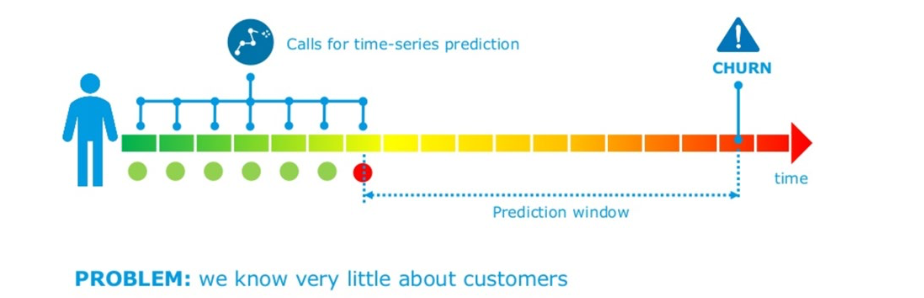 Calls for time-series prediction
CHURN
time
Prediction window
PROBLEM: we know very little about customers